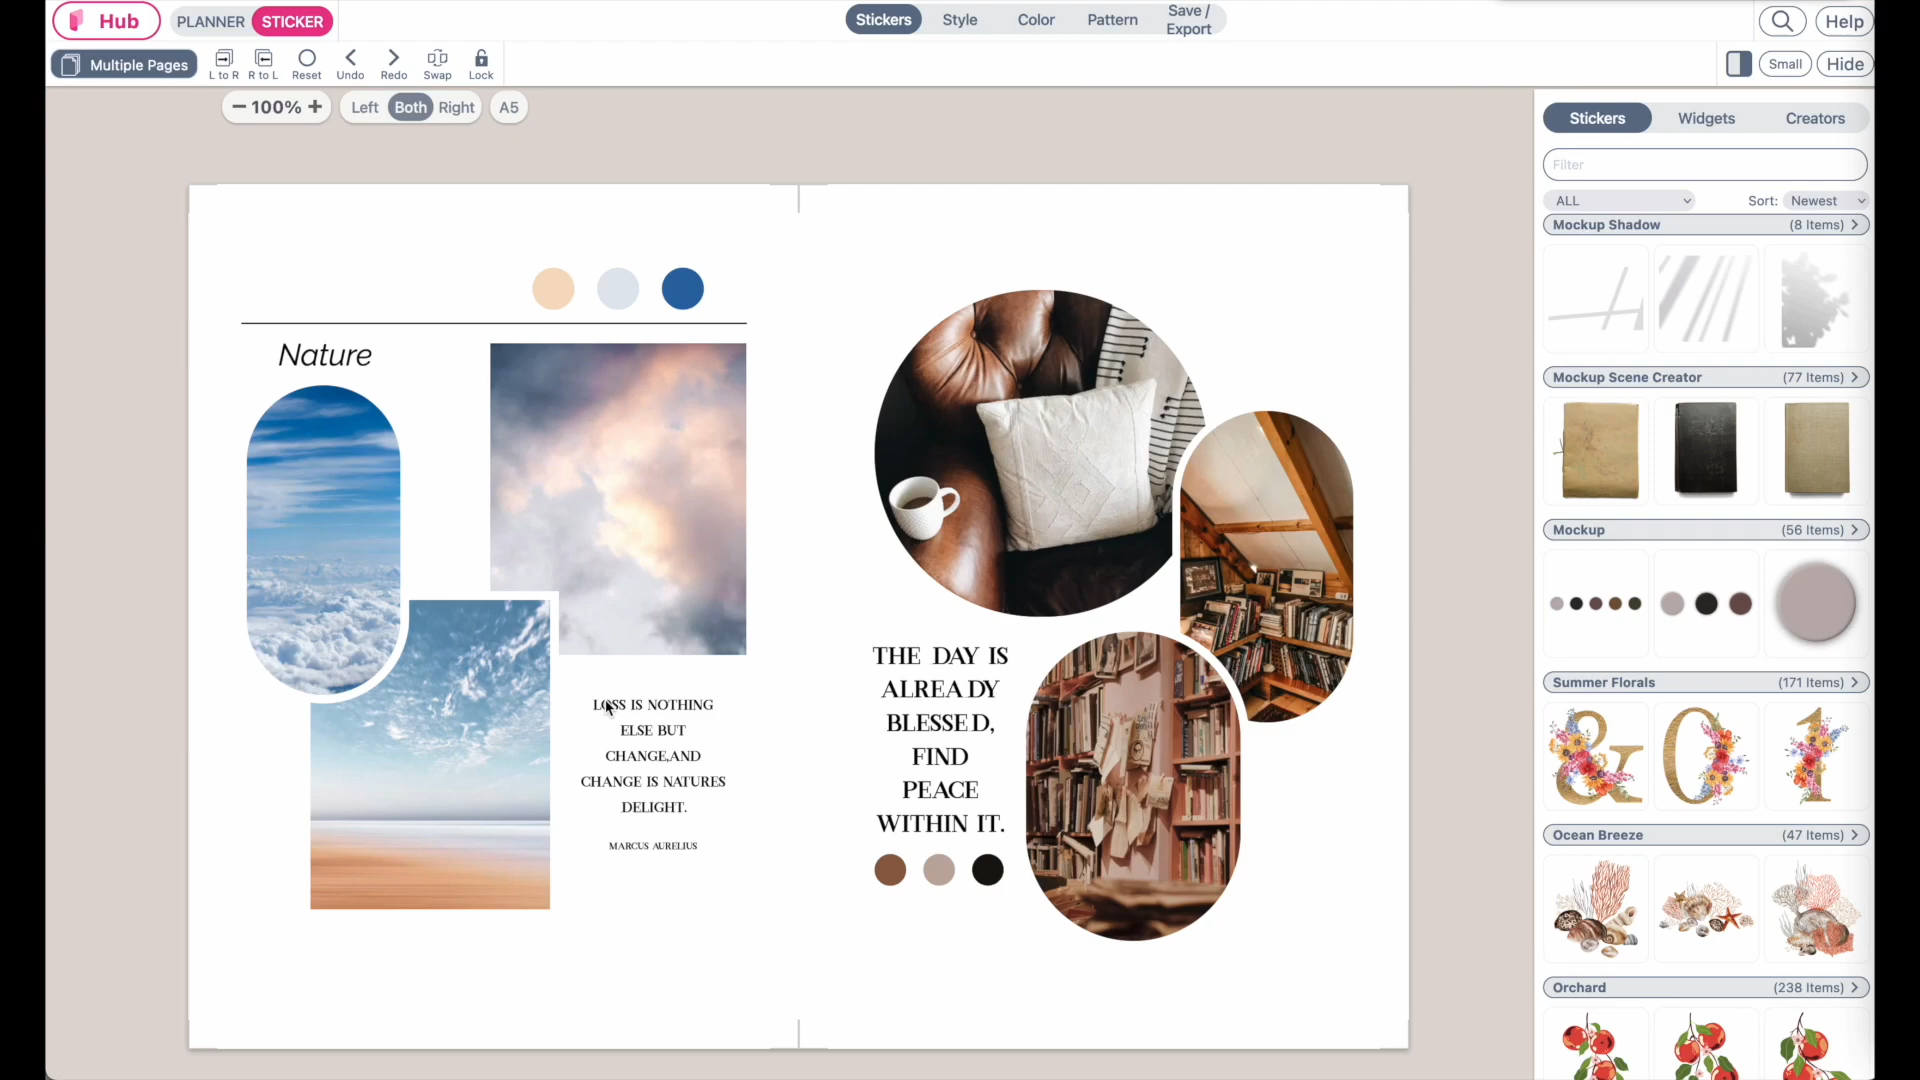 Hub
PLANNER STICKER
Stickers Style Color Pattern Save / Export
Help
Multiple Pages
L to R R to L Reset Undo Redo Swap Lock
Small Hide
100%
Left Both Right
A5
Stickers Widgets Creators
Filter
ALL Sort: Newest
Mockup Shadow (8 Items)
Mockup Scene Creator (77 Items)
Mockup (56 Items)
Summer Florals (171 Items)
& 0 1
Ocean Breeze (47 Items)
Orchard (238 Items)
Nature
LOSS IS NOTHING
ELSE BUT
CHANGE,AND
CHANGE IS NATURES
DELIGHT.
MARCUS AURELIUS
THE DAY IS
ALREADY
BLESSED,
FIND
PEACE
WITHIN IT.